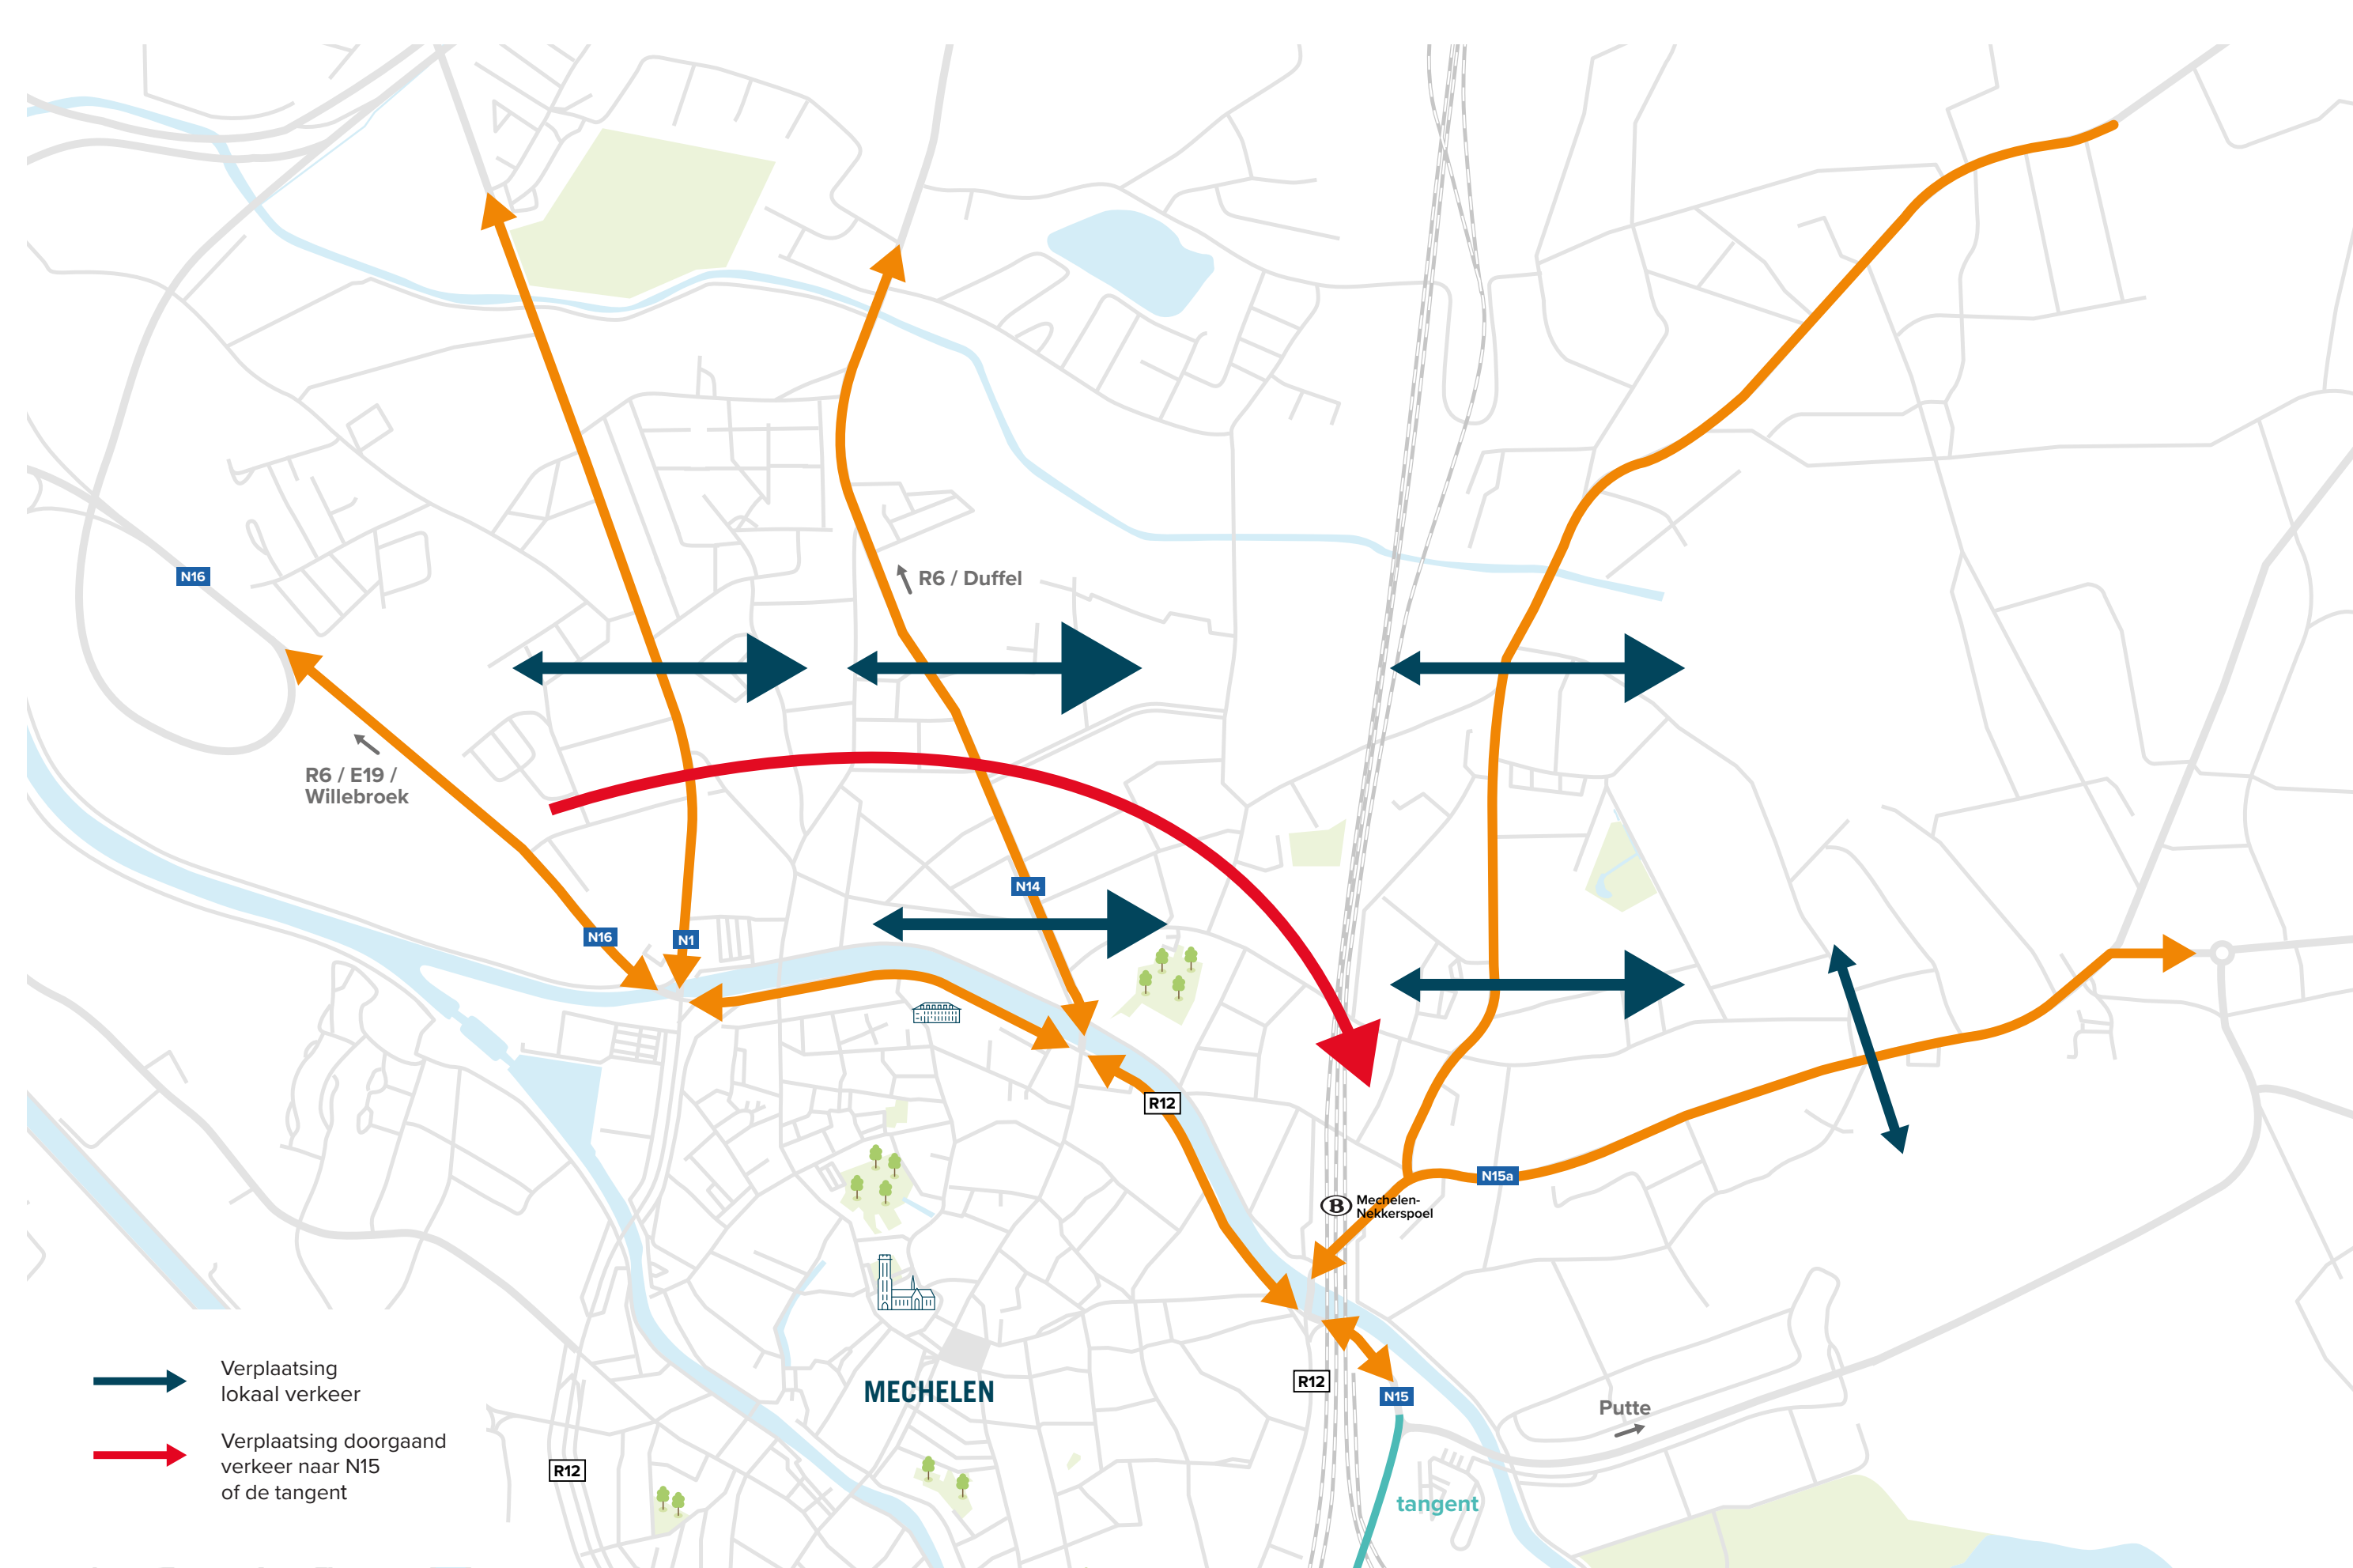 N16
R6 / Duffel
R6 / E19 /
Willebroek
N14
N16
N1
R12
N15a
B
Mechelen-
Nekkerspoel
MECHELEN
R12
N15
Putte
R12
tangent
Verplaatsing
lokaal verkeer
Verplaatsing doorgaand
verkeer naar N15
of de tangent